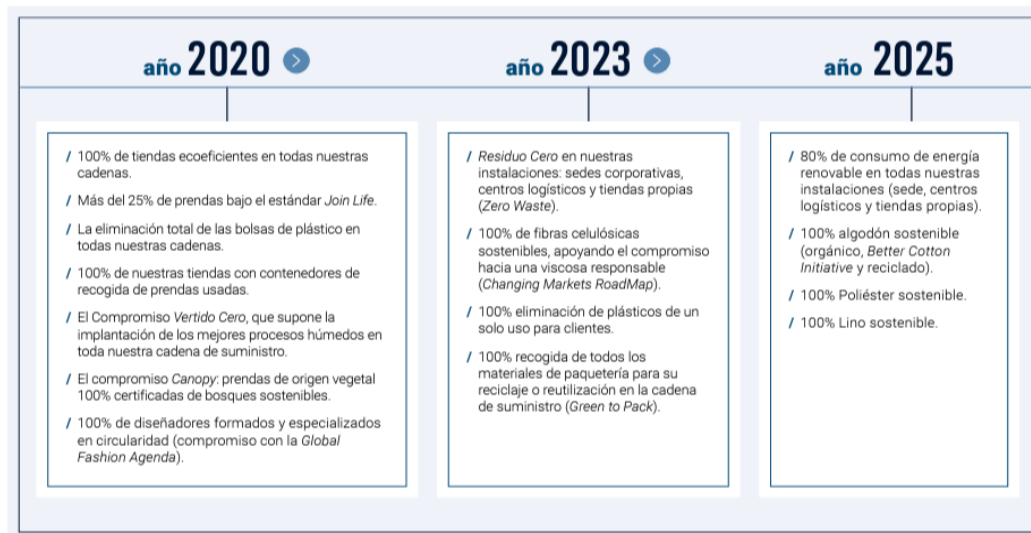 año 2020
100% de tiendas ecoeficientes en todas nuestras
cadenas.
/ Más del 25% de prendas bajo el estándar Join Life.
/ La eliminación total de las bolsas de plástico en
todas nuestras cadenas.
/ 100% de nuestras tiendas con contenedores de
recogida de prendas usadas.
/ El Compromiso Vertido Cero, que supone la
implantación de los mejores procesos húmedos en
toda nuestra cadena de suministro.
/ El compromiso Canopy: prendas de origen vegetal
100% certificadas de bosques sostenibles.
/ 100% de diseñadores formados y especializados
en circularidad (compromiso con la Global
Fashion Agenda).
año 2023
/ Residuo Cero en nuestras
instalaciones: sedes corporativas,
centros logísticos y tiendas propias
(Zero Waste).
/ 100% de fibras celulósicas
sostenibles, apoyando el compromiso
hacia una viscosa responsable
(Changing Markets RoadMap).
/ 100% eliminación de plásticos de un
solo uso para clientes.
/ 100% recogida de todos los
materiales de paquetería para su
reciclaje o reutilización en la cadena
de suministro (Green to Pack).
año 2025
/ 80% de consumo de energía
renovable en todas nuestras
instalaciones (sede, centros
logísticos y tiendas propias).
/ 100% algodón sostenible
(orgánico, Better Cotton
Initiative y reciclado).
/ 100% Poliéster sostenible.
/ 100% Lino sostenible.